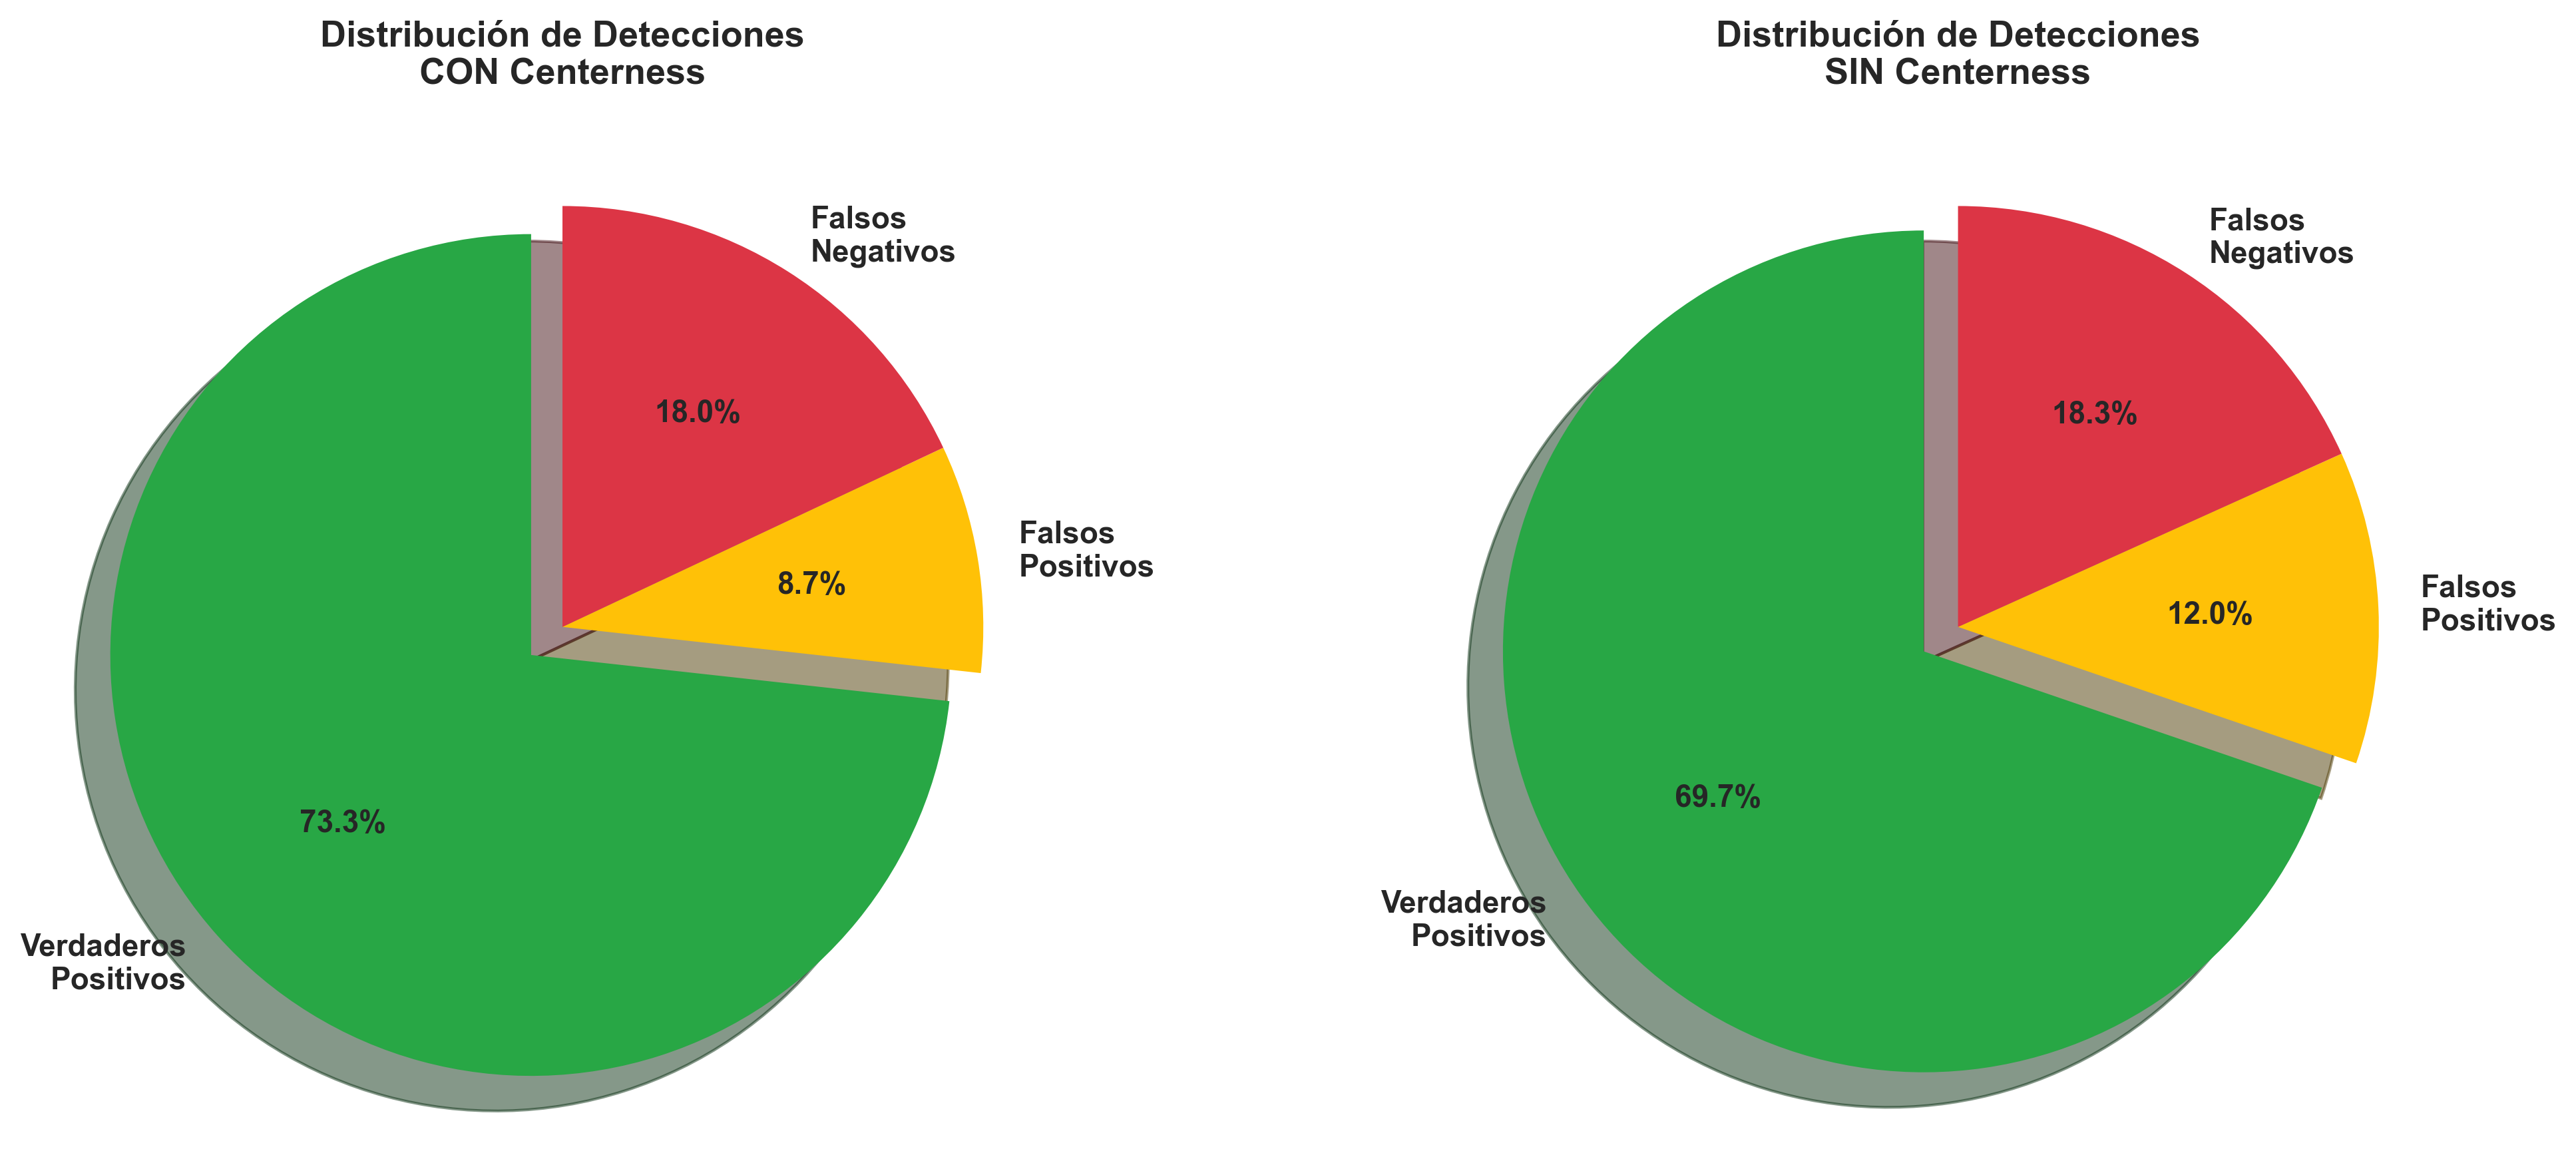 Distribución de Detecciones
CON Centerness
Falsos
Negativos
18.0%
Falsos
Positivos
8.7%
73.3%
Verdaderos
Positivos
Distribución de Detecciones
SIN Centerness
Falsos
Negativos
18.3%
Falsos
Positivos
12.0%
69.7%
Verdaderos
Positivos